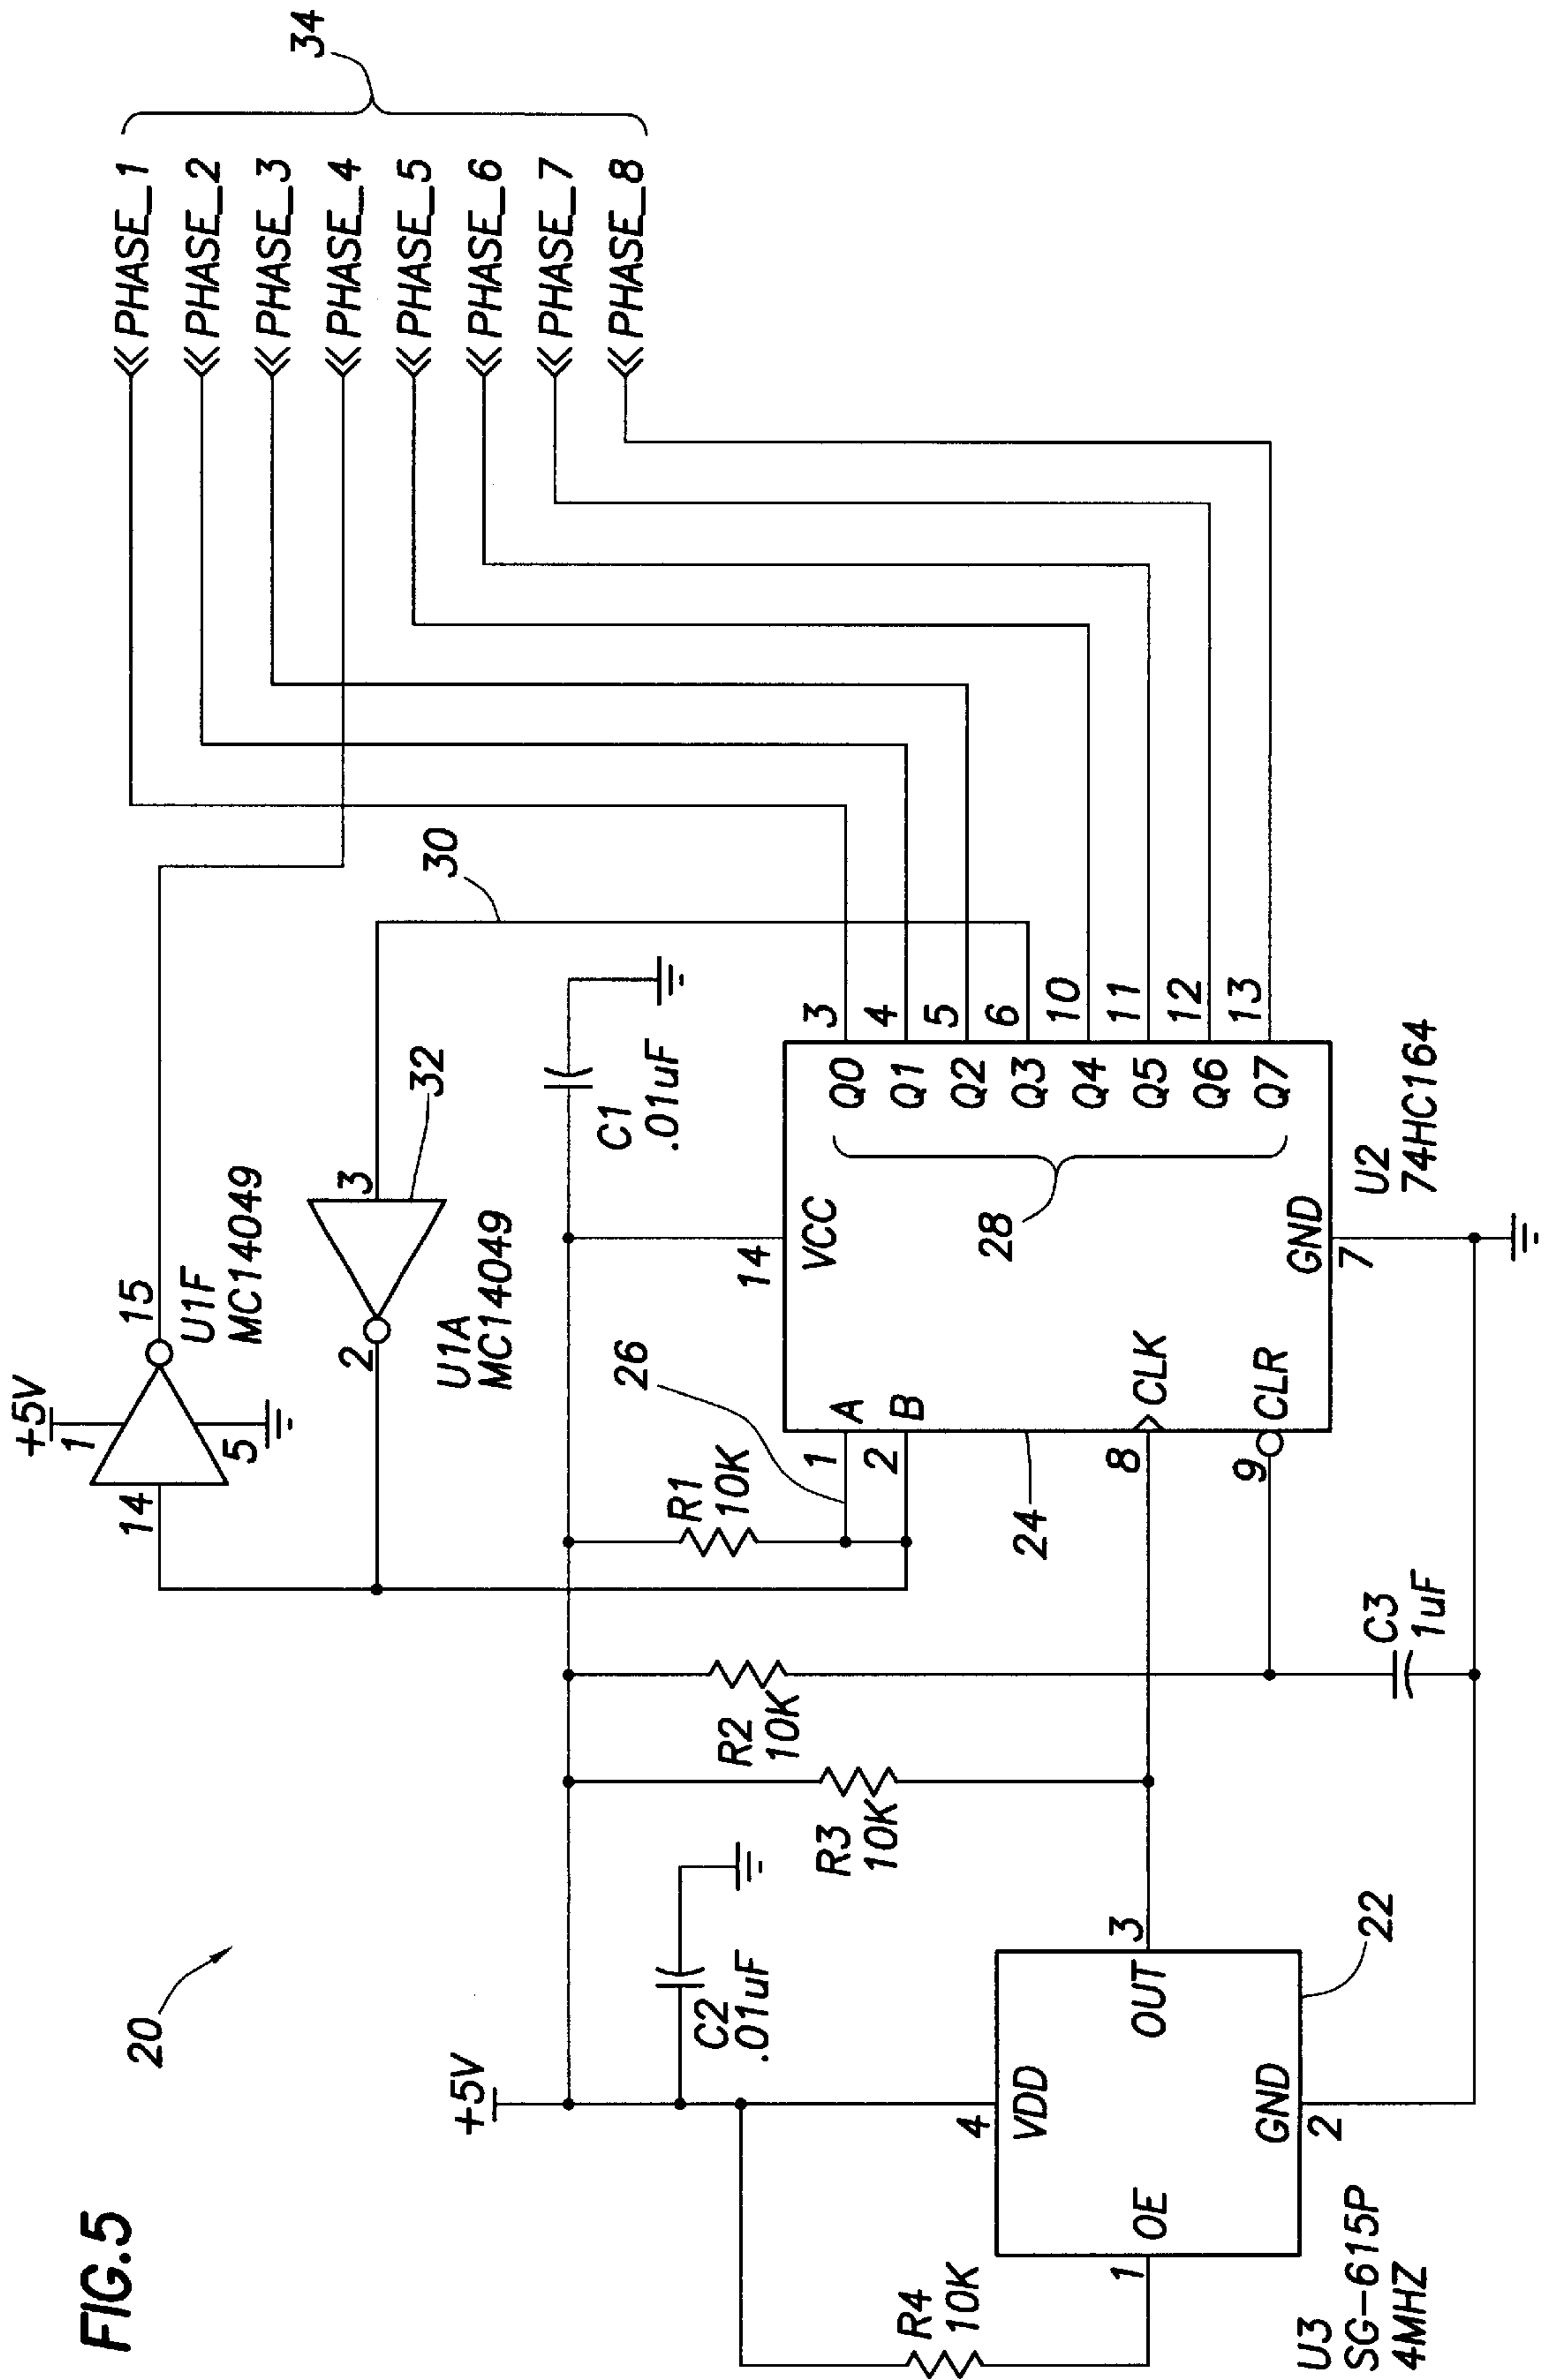 FIG.5
20
+5V
1
14
5
15
U1F
MC14049
2
3
32
U1A
MC14049
30
34
PHASE_1
PHASE_2
PHASE_3
PHASE_4
PHASE_5
PHASE_6
PHASE_7
PHASE_8
+5V
C2
.01uF
R4
10K
R3
10K
R2
10K
R1
10K
26
C1
.01uF
4
VDD
1
OE
OUT
3
GND
2
22
U3
SG-615P
4MHZ
C3
1uF
24
14
VCC
1
A
2
B
8
CLK
9
CLR
GND
7
28
Q0
3
Q1
4
Q2
5
Q3
6
Q4
10
Q5
11
Q6
12
Q7
13
U2
74HC164